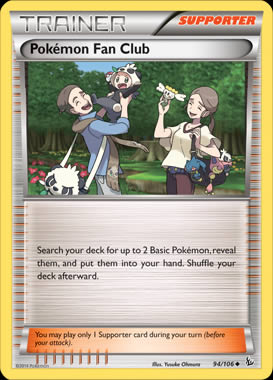 TRAINER
SUPPORTER
Pokémon Fan Club
Search your deck for up to 2 Basic Pokémon, reveal
them, and put them into your hand. Shuffle your
deck afterward.
You may play only 1 Supporter card during your turn (before
your attack).
©2014 Pokémon
Illus. Yusuke Ohmura
94/106